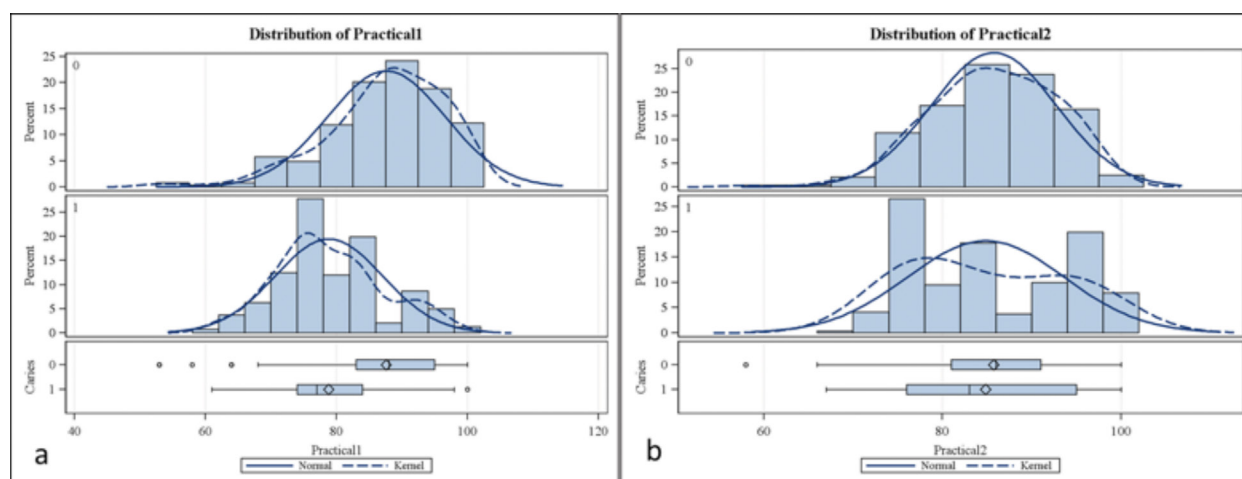 Distribution of Practical1
25
20
15
10
5
0
0
Percent
25
20
15
10
5
0
1
Percent
0
1
Caries
40
60
80
100
120
Practical1
Normal
Kernel
a
Distribution of Practical2
25
20
15
10
5
0
0
Percent
25
20
15
10
5
0
1
Percent
0
1
Caries
60
80
100
Practical2
Normal
Kernel
b